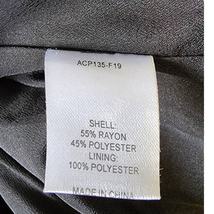 ACP135-F19
SHELL:
55% RAYON
45% POLYESTER
LINING:
100% POLYESTER
MADE IN CHINA